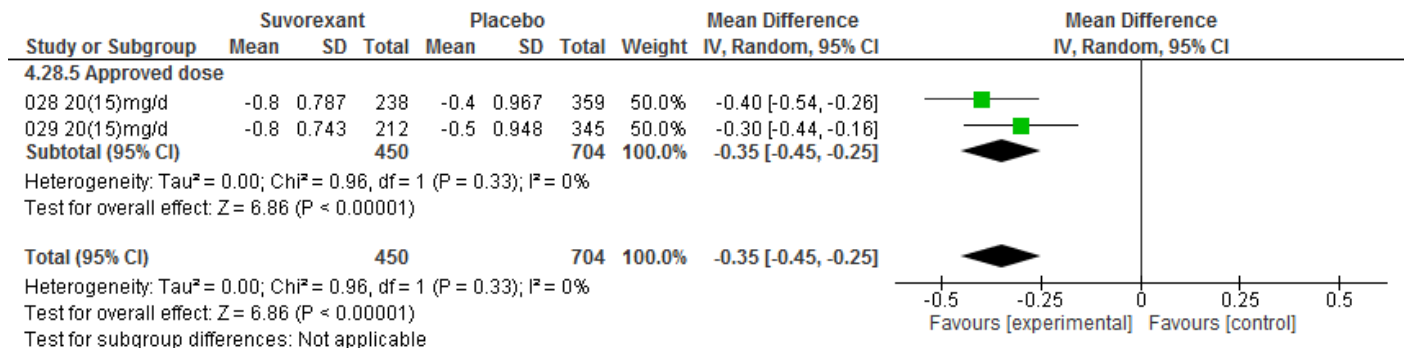 Suvorexant Placebo Mean Difference Mean Difference
Study or Subgroup Mean SD Total Mean SD Total Weight IV, Random, 95% CI IV, Random, 95% CI
4.28.5 Approved dose
028 20(15)mg/d -0.8 0.787 238 -0.4 0.967 359 50.0% -0.40 [-0.54, -0.26]
029 20(15)mg/d -0.8 0.743 212 -0.5 0.948 345 50.0% -0.30 [-0.44, -0.16]
Subtotal (95% CI) 450 704 100.0% -0.35 [-0.45, -0.25]
Heterogeneity: Tau² = 0.00; Chi² = 0.96, df = 1 (P = 0.33); I² = 0%
Test for overall effect: Z = 6.86 (P < 0.00001)
Total (95% CI) 450 704 100.0% -0.35 [-0.45, -0.25]
Heterogeneity: Tau² = 0.00; Chi² = 0.96, df = 1 (P = 0.33); I² = 0%
Test for overall effect: Z = 6.86 (P < 0.00001)
Test for subgroup differences: Not applicable
-0.5 -0.25 0 0.25 0.5
Favours [experimental] Favours [control]